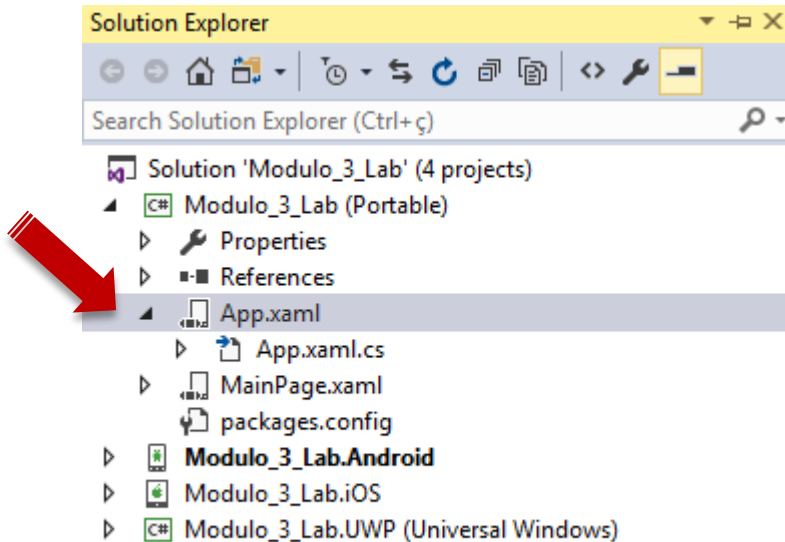 Solution Explorer
Search Solution Explorer (Ctrl+ç)
Solution 'Modulo_3_Lab' (4 projects)
C# Modulo_3_Lab (Portable)
Properties
References
App.xaml
App.xaml.cs
MainPage.xaml
packages.config
Modulo_3_Lab.Android
Modulo_3_Lab.iOS
C# Modulo_3_Lab.UWP (Universal Windows)